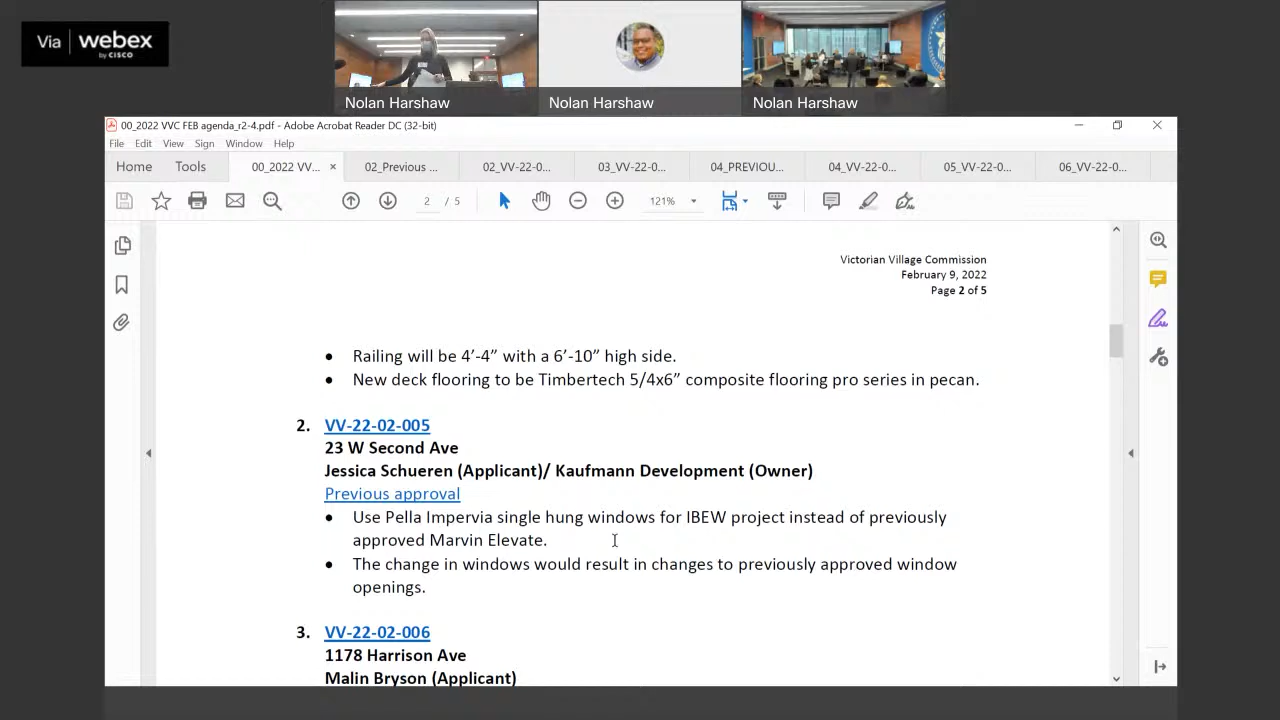 Via webex
by CISCO
Nolan Harshaw
Nolan Harshaw
Nolan Harshaw
00_2022 VVC FEB agenda_r2-4.pdf - Adobe Acrobat Reader DC (32-bit)
File Edit View Sign Window Help
Home Tools 00_2022 VV... × 02_Previous ... 02_VV-22-0... 03_VV-22-0... 04_PREVIOU... 04_VV-22-0... 05_VV-22-0... 06_VV-22-0...
2 / 5 121%
Victorian Village Commission
February 9, 2022
Page 2 of 5
• Railing will be 4’-4” with a 6’-10” high side.
• New deck flooring to be Timbertech 5/4x6” composite flooring pro series in pecan.
2. VV-22-02-005
23 W Second Ave
Jessica Schueren (Applicant)/ Kaufmann Development (Owner)
Previous approval
• Use Pella Impervia single hung windows for IBEW project instead of previously
approved Marvin Elevate.
• The change in windows would result in changes to previously approved window
openings.
3. VV-22-02-006
1178 Harrison Ave
Malin Bryson (Applicant)